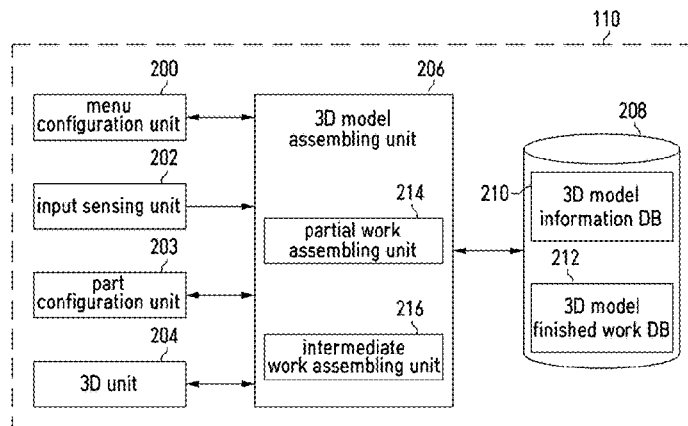 110
200
menu
configuration unit
202
input sensing unit
203
part
configuration unit
204
3D unit
206
3D model
assembling unit
214
partial work
assembling unit
216
intermediate
work assembling unit
208
210
3D model
information DB
212
3D model
finished work DB